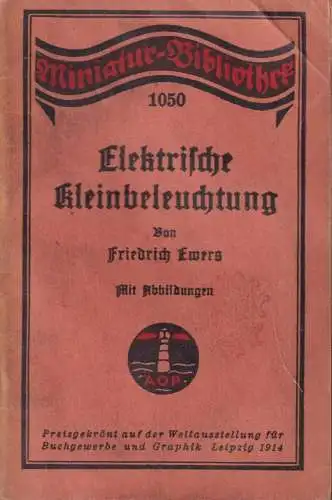 Miniatur-Bibliothek
1050
Elektrische
Kleinbeleuchtung
Von
Friedrich Ewers
Mit Abbildungen
AOP
Preisgekrönt auf der Weltausstellung für
Buchgewerbe und Graphik Leipzig 1914